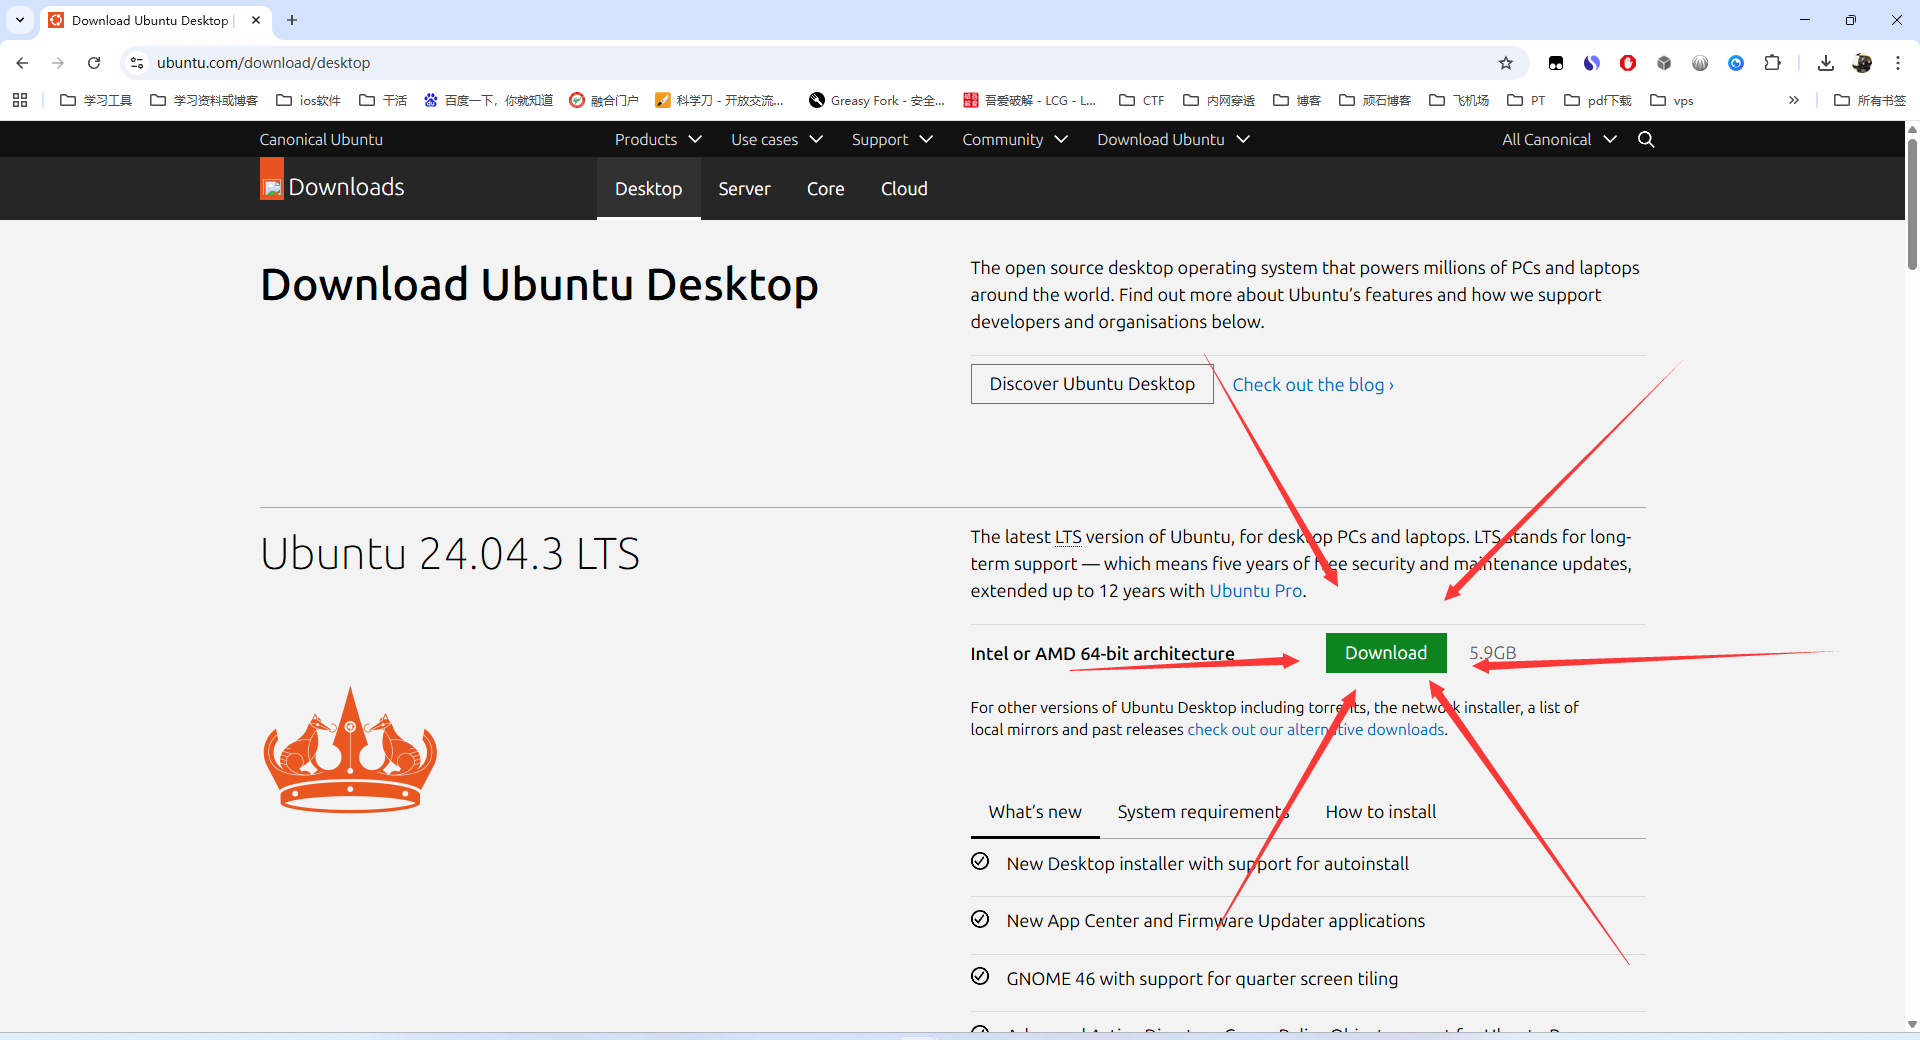 Download Ubuntu Desktop
ubuntu.com/download/desktop
学习工具
学习资料或博客
ios软件
干活
百度一下，你就知道
融合门户
科学刀 - 开放交流...
Greasy Fork - 安全...
吾爱破解 - LCG - L...
CTF
内网穿透
博客
顽石博客
飞机场
PT
pdf下载
vps
所有书签
Canonical Ubuntu
Products
Use cases
Support
Community
Download Ubuntu
All Canonical
Downloads
Desktop
Server
Core
Cloud
Download Ubuntu Desktop
The open source desktop operating system that powers millions of PCs and laptops
around the world. Find out more about Ubuntu’s features and how we support
developers and organisations below.
Discover Ubuntu Desktop
Check out the blog ›
Ubuntu 24.04.3 LTS
The latest LTS version of Ubuntu, for desktop PCs and laptops. LTS stands for long-
term support — which means five years of free security and maintenance updates,
extended up to 12 years with Ubuntu Pro.
Intel or AMD 64-bit architecture
Download
5.9GB
For other versions of Ubuntu Desktop including torrents, the network installer, a list of
local mirrors and past releases check out our alternative downloads.
What’s new
System requirements
How to install
New Desktop installer with support for autoinstall
New App Center and Firmware Updater applications
GNOME 46 with support for quarter screen tiling